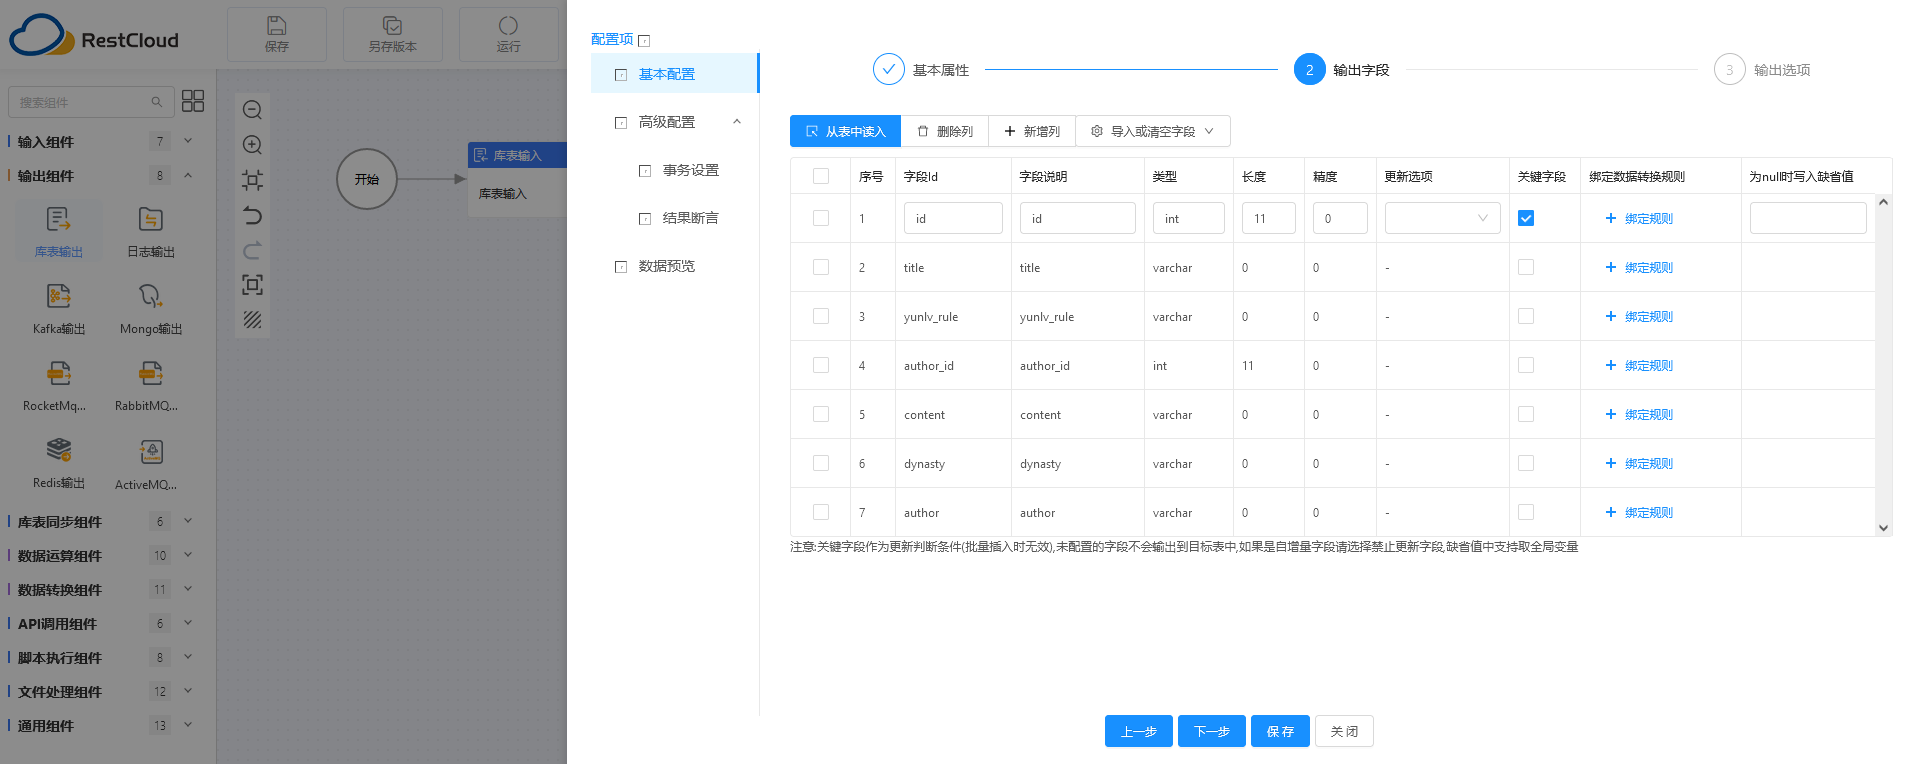 RestCloud
保存
另存版本
运行
搜索组件
输入组件 7
输出组件 8
库表输出 日志输出
Kafka输出 Mongo输出
RocketMq... RabbitMQ...
Redis输出 ActiveMQ...
库表同步组件 6
数据运算组件 10
数据转换组件 11
API调用组件 6
脚本执行组件 8
文件处理组件 12
通用组件 13
开始
库表输入
库表输入
配置项
基本配置
高级配置
事务设置
结果断言
数据预览
基本属性 2 输出字段 3 输出选项
从表中读入 删除列 新增列 导入或清空字段
序号 字段Id 字段说明 类型 长度 精度 更新选项 关键字段 绑定数据转换规则 为null时写入缺省值
1 id id int 11 0 绑定规则
2 title title varchar 0 0 - 绑定规则
3 yunlv_rule yunlv_rule varchar 0 0 - 绑定规则
4 author_id author_id int 11 0 - 绑定规则
5 content content varchar 0 0 - 绑定规则
6 dynasty dynasty varchar 0 0 - 绑定规则
7 author author varchar 0 0 - 绑定规则
注意:关键字段作为更新判断条件(批量插入时无效),未配置的字段不会输出到目标表中,如果是自增量字段请选择禁止更新字段,缺省值中支持取全局变量
上一步 下一步 保存 关闭